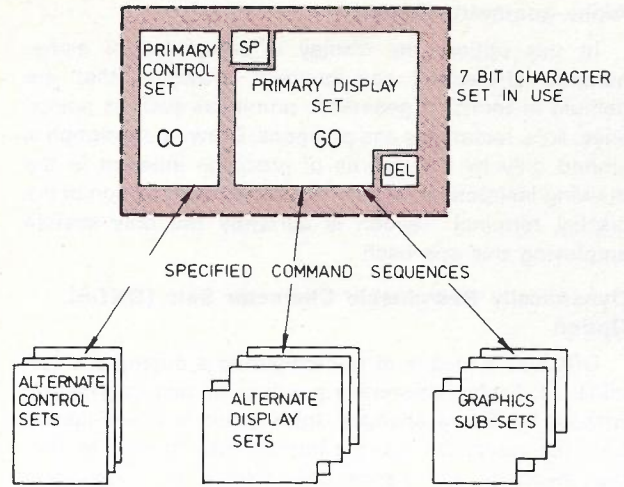 PRIMARY
CONTROL
SET
CO
SP
PRIMARY DISPLAY
SET
GO
DEL
7 BIT CHARACTER
SET IN USE
SPECIFIED COMMAND SEQUENCES
ALTERNATE
CONTROL
SETS
ALTERNATE
DISPLAY
SETS
GRAPHICS
SUB-SETS